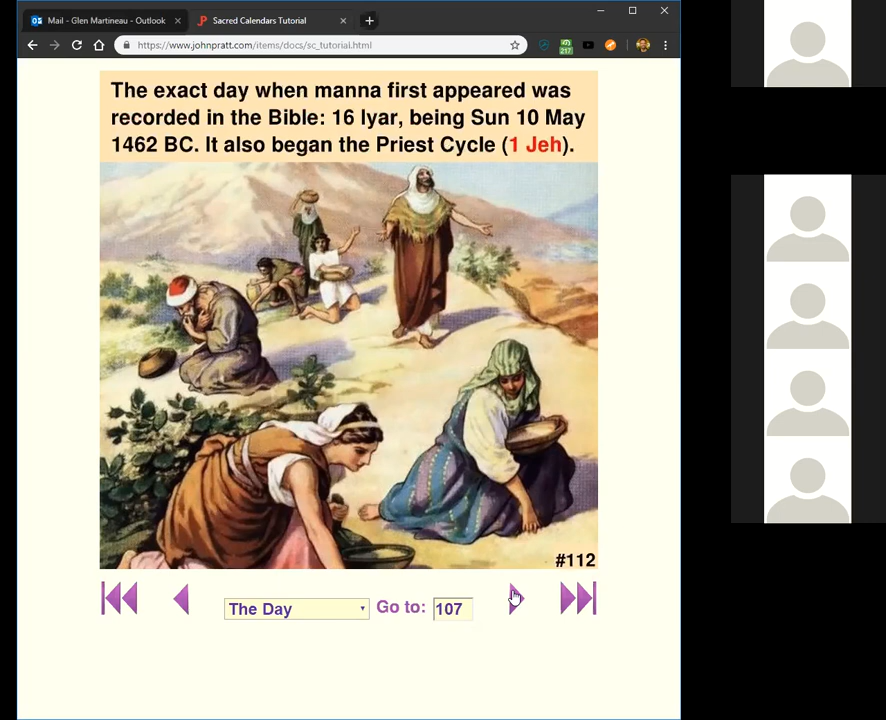 Mail - Glen Martineau - Outlook
Sacred Calendars Tutorial
https://www.johnpratt.com/items/docs/sc_tutorial.html
217
The exact day when manna first appeared was
recorded in the Bible: 16 Iyar, being Sun 10 May
1462 BC. It also began the Priest Cycle (1 Jeh).
#112
The Day
Go to: 107